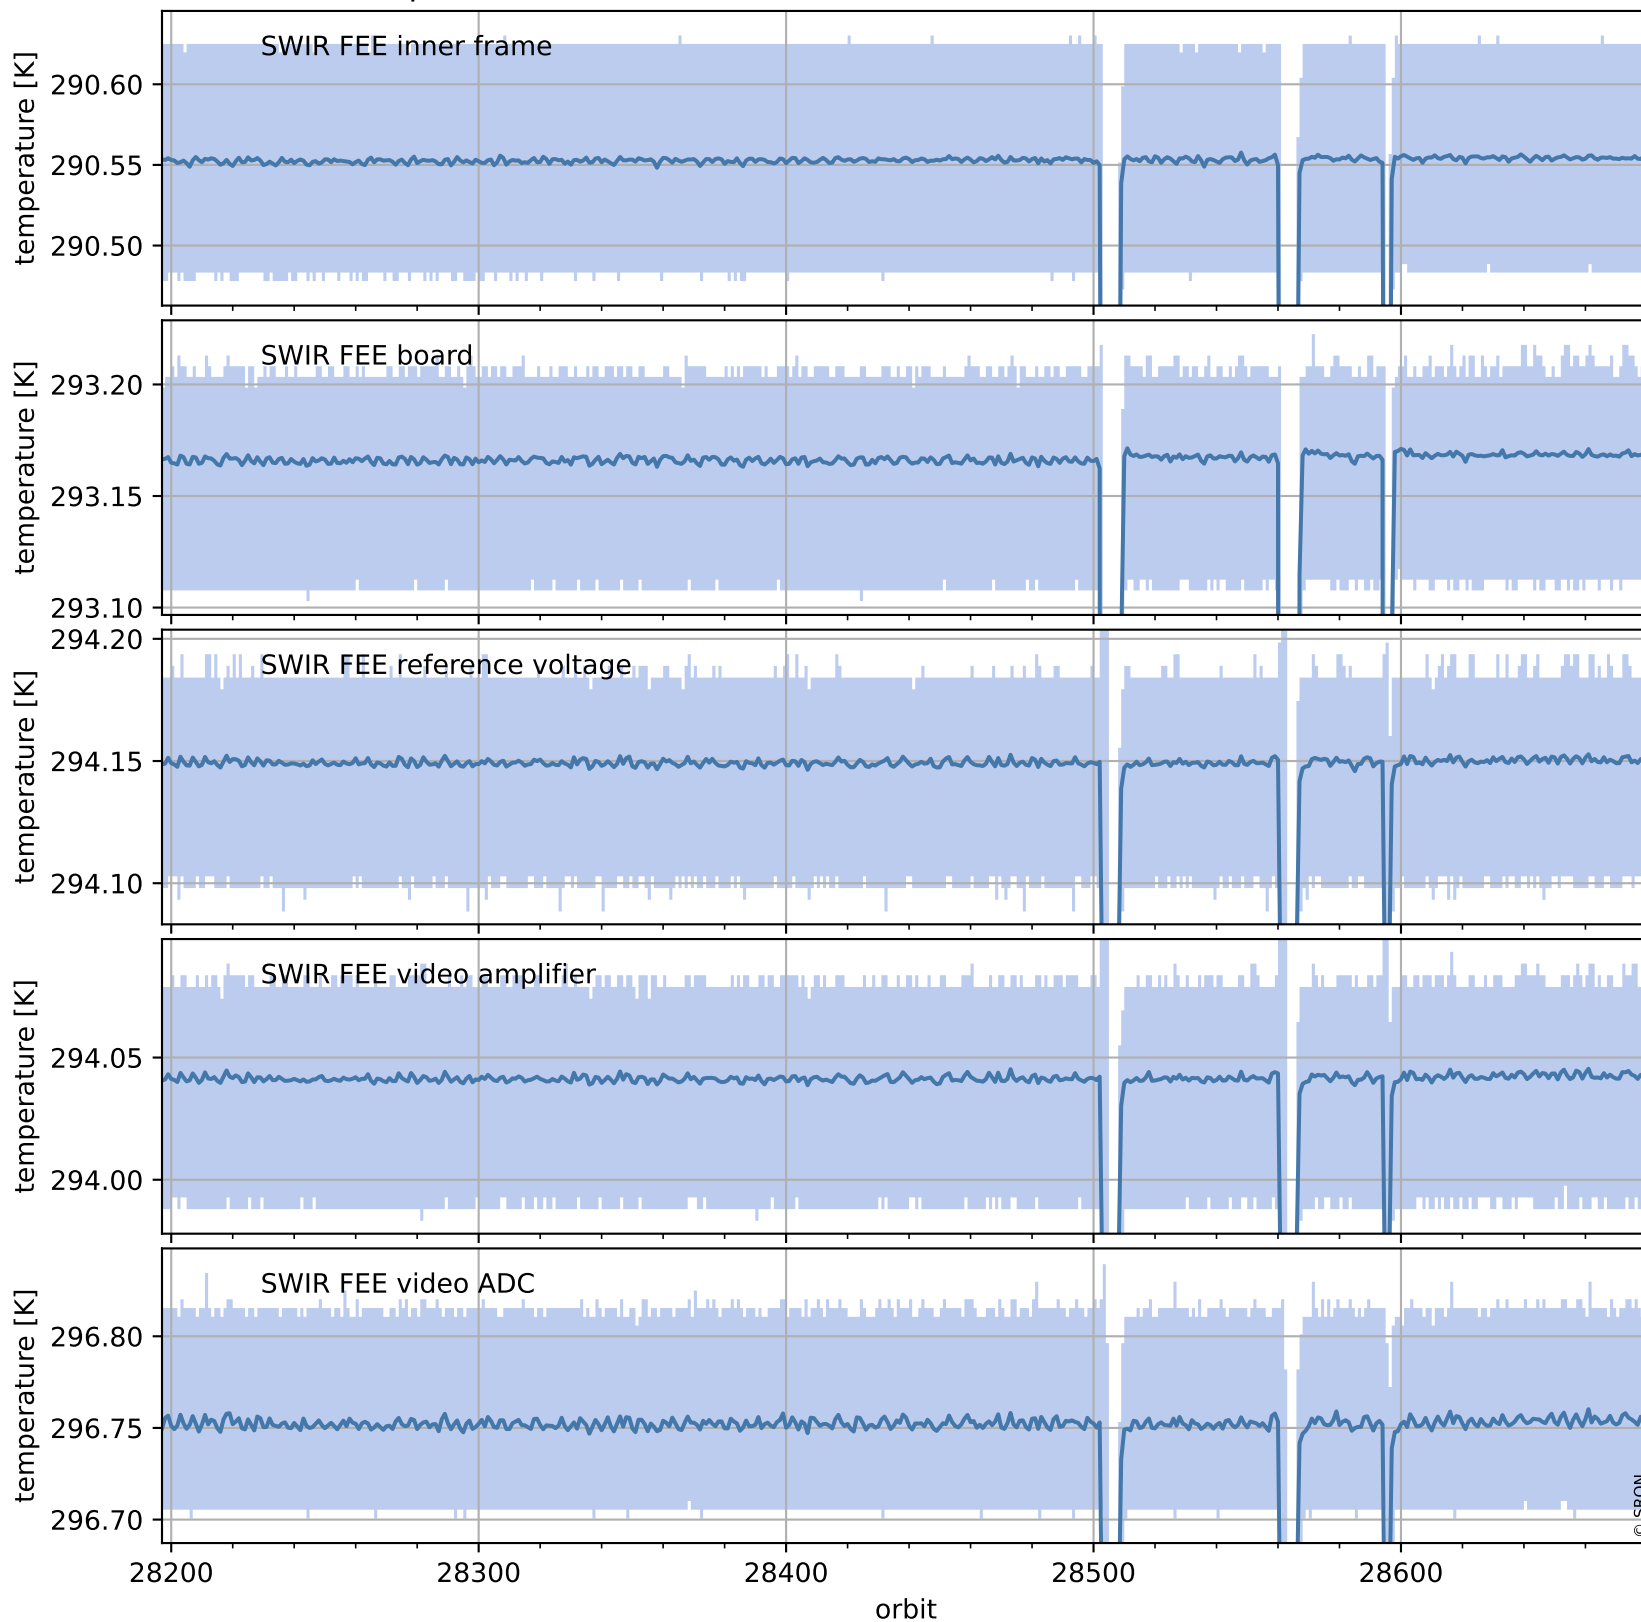 SWIR FEE inner frame
temperature [K]
290.60
290.55
290.50
SWIR FEE board
temperature [K]
293.20
293.15
293.10
SWIR FEE reference voltage
temperature [K]
294.20
294.15
294.10
SWIR FEE video amplifier
temperature [K]
294.05
294.00
SWIR FEE video ADC
temperature [K]
296.80
296.75
296.70
28200 28300 28400 28500 28600
orbit
© SRON